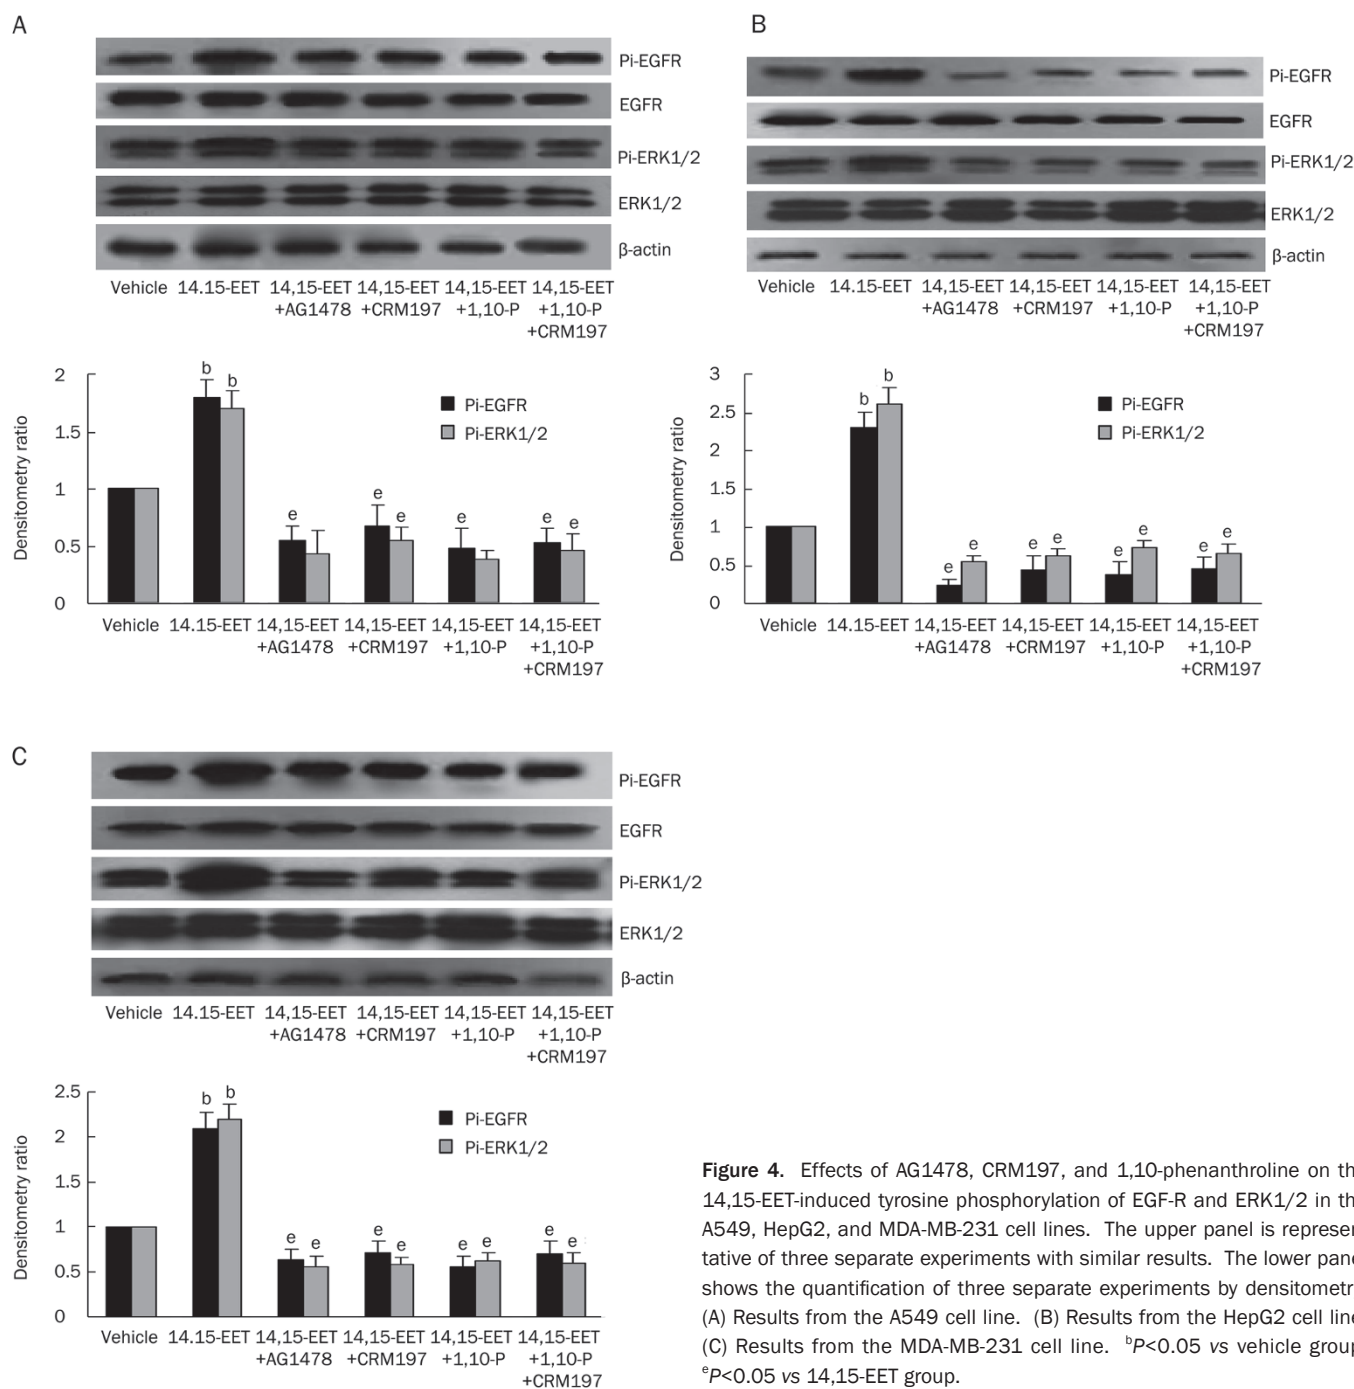 A
Pi-EGFR
EGFR
Pi-ERK1/2
ERK1/2
β-actin
Vehicle 14.15-EET 14,15-EET 14,15-EET 14,15-EET 14,15-EET
+AG1478 +CRM197 +1,10-P +1,10-P
+CRM197
2
1.5
1
0.5
0
Densitometry ratio
b b
e
e e
e
e e
Pi-EGFR
Pi-ERK1/2
Vehicle 14.15-EET 14,15-EET 14,15-EET 14,15-EET 14,15-EET
+AG1478 +CRM197 +1,10-P +1,10-P
+CRM197
B
Pi-EGFR
EGFR
Pi-ERK1/2
ERK1/2
β-actin
Vehicle 14.15-EET 14,15-EET 14,15-EET 14,15-EET 14,15-EET
+AG1478 +CRM197 +1,10-P +1,10-P
+CRM197
3
2.5
2
1.5
1
0.5
0
Densitometry ratio
b b
e e
e e
e e
e e
Pi-EGFR
Pi-ERK1/2
Vehicle 14.15-EET 14,15-EET 14,15-EET 14,15-EET 14,15-EET
+AG1478 +CRM197 +1,10-P +1,10-P
+CRM197
C
Pi-EGFR
EGFR
Pi-ERK1/2
ERK1/2
β-actin
Vehicle 14.15-EET 14,15-EET 14,15-EET 14,15-EET 14,15-EET
+AG1478 +CRM197 +1,10-P +1,10-P
+CRM197
2.5
2
1.5
1
0.5
0
Densitometry ratio
b b
e e
e e
e e
e e
Pi-EGFR
Pi-ERK1/2
Vehicle 14.15-EET 14,15-EET 14,15-EET 14,15-EET 14,15-EET
+AG1478 +CRM197 +1,10-P +1,10-P
+CRM197
Figure 4. Effects of AG1478, CRM197, and 1,10-phenanthroline on th
14,15-EET-induced tyrosine phosphorylation of EGF-R and ERK1/2 in th
A549, HepG2, and MDA-MB-231 cell lines. The upper panel is represen
tative of three separate experiments with similar results. The lower pane
shows the quantification of three separate experiments by densitometr
(A) Results from the A549 cell line. (B) Results from the HepG2 cell line
(C) Results from the MDA-MB-231 cell line. bP<0.05 vs vehicle group
eP<0.05 vs 14,15-EET group.